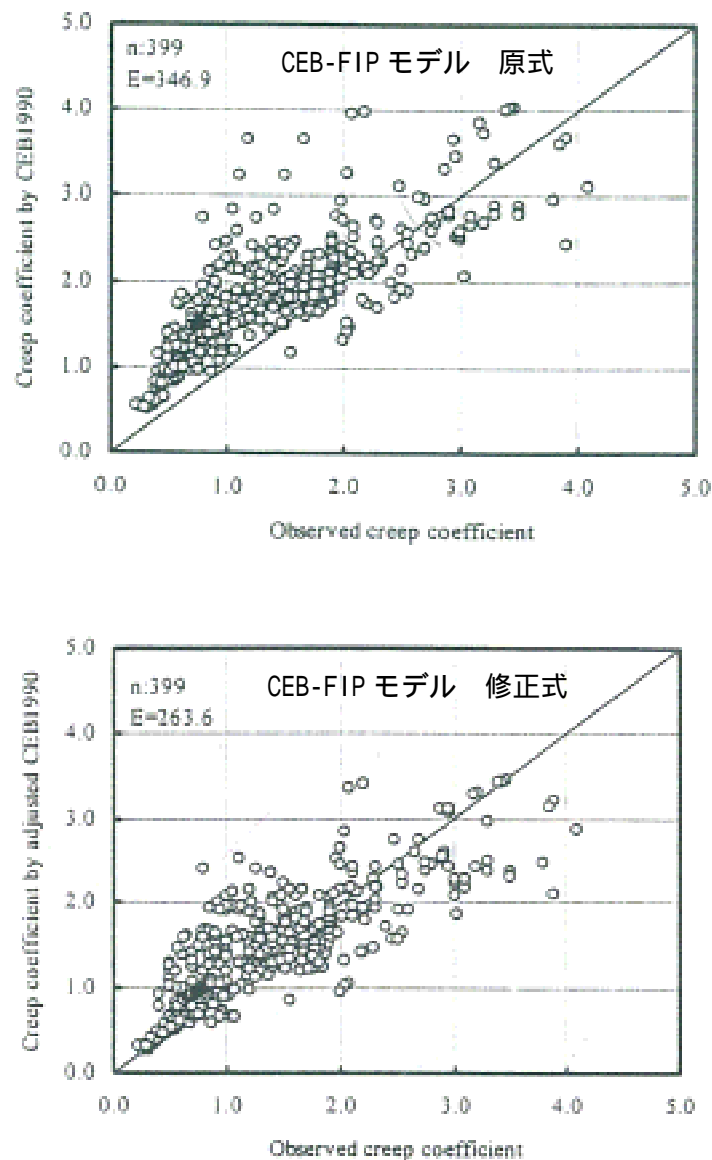 5.0
n:399
CEB-FIP モデル 原式
E=346.9
4.0
3.0
2.0
1.0
0.0
Creep coefficient by CEB1990
0.0 1.0 2.0 3.0 4.0 5.0
Observed creep coefficient
5.0
n:399
CEB-FIP モデル 修正式
E=263.6
4.0
3.0
2.0
1.0
0.0
Creep coefficient by adjusted CEB1990
0.0 1.0 2.0 3.0 4.0 5.0
Observed creep coefficient